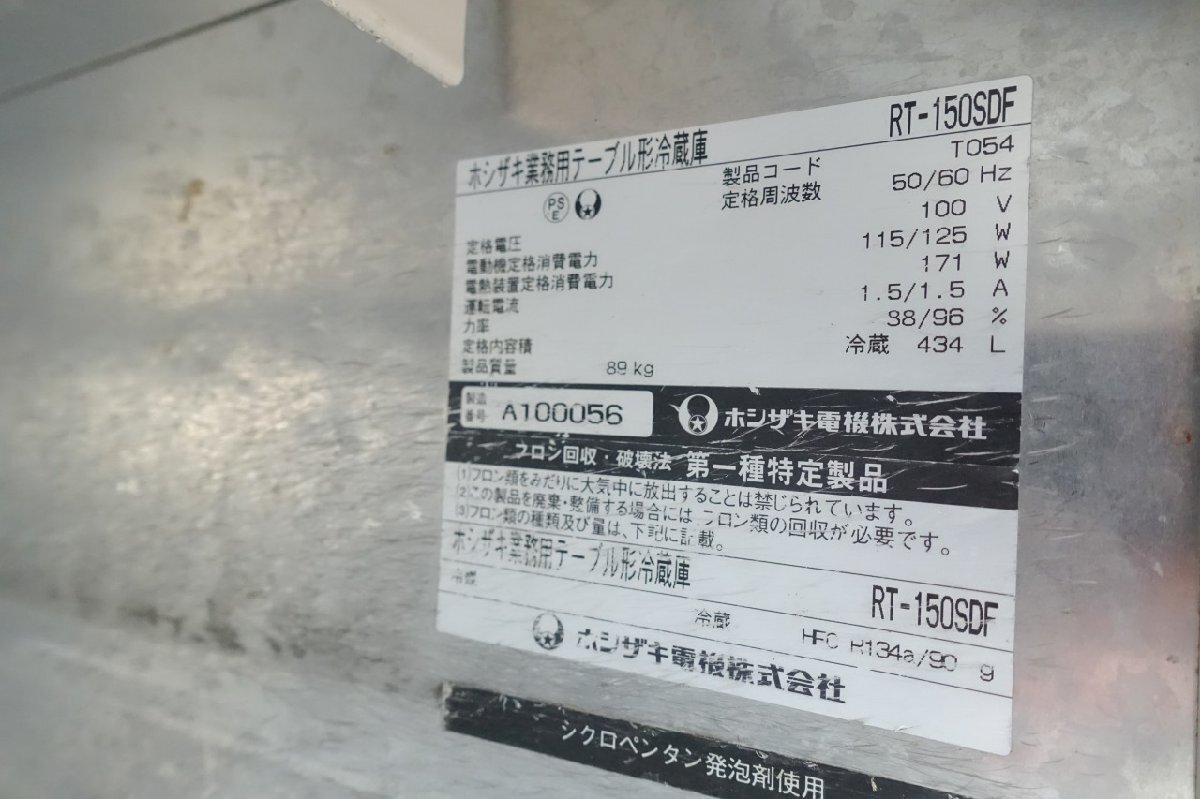 ホシザキ業務用テーブル形冷蔵庫 RT-150SDF
製品コード T054
PS E
定格周波数 50/60 Hz
定格電圧 100 V
電動機定格消費電力 115/125 W
電熱装置定格消費電力 171 W
運転電流 1.5/1.5 A
力率 88/96 %
定格内容積 冷蔵 434 L
製品質量 89 kg
製造番号 A100056 ホシザキ電機株式会社
フロン回収・破壊法 第一種特定製品
(1)フロン類をみだりに大気中に放出することは禁じられています。
(2)この製品を廃棄・整備する場合にはフロン類の回収が必要です。
(3)フロン類の種類及び量は、下記に記載。
ホシザキ業務用テーブル形冷蔵庫 RT-150SDF
冷媒 冷蔵 HFC R134a/90 g
ホシザキ電機株式会社
シクロペンタン発泡剤使用